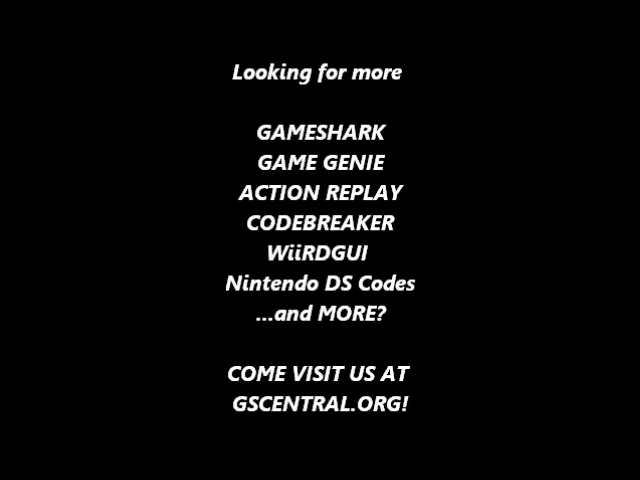 Looking for more
GAMESHARK
GAME GENIE
ACTION REPLAY
CODEBREAKER
WiiRDGUI
Nintendo DS Codes
...and MORE?
COME VISIT US AT
GSCENTRAL.ORG!